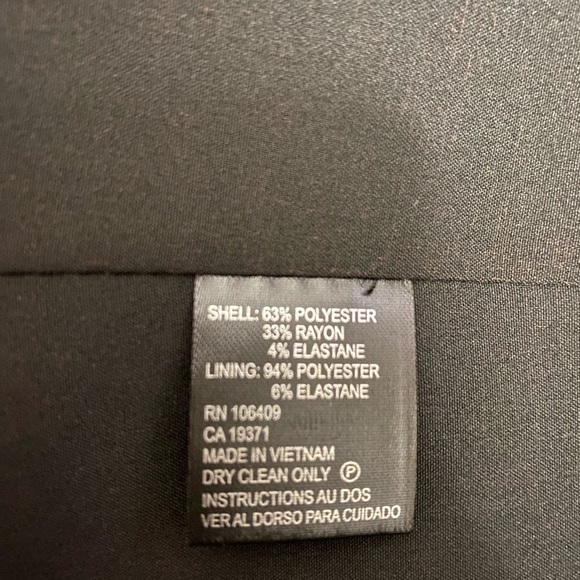 SHELL: 63% POLYESTER
33% RAYON
4% ELASTANE
LINING: 94% POLYESTER
6% ELASTANE
RN 106409
CA 19371
MADE IN VIETNAM
DRY CLEAN ONLY Ⓟ
INSTRUCTIONS AU DOS
VER AL DORSO PARA CUIDADO